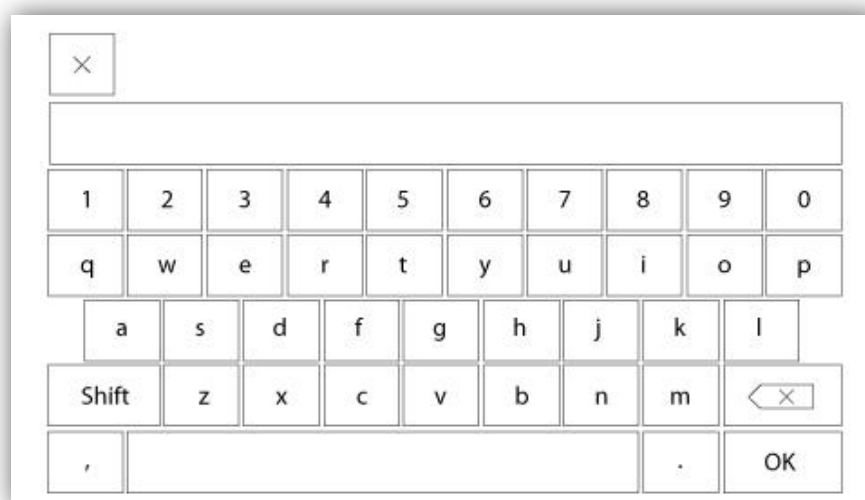 1 2 3 4 5 6 7 8 9 0
q w e r t y u i o p
a s d f g h j k l
Shift z x c v b n m
, . OK